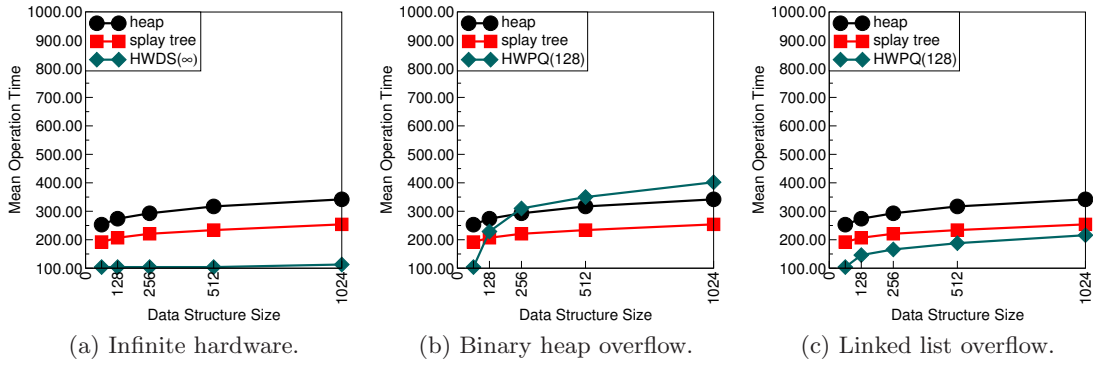 1000.00
900.00
800.00
700.00
600.00
500.00
400.00
300.00
200.00
100.00
Mean Operation Time
heap
splay tree
HWDS(∞)
0
128
256
512
1024
Data Structure Size
(a) Infinite hardware.
1000.00
900.00
800.00
700.00
600.00
500.00
400.00
300.00
200.00
100.00
Mean Operation Time
heap
splay tree
HWPQ(128)
0
128
256
512
1024
Data Structure Size
(b) Binary heap overflow.
1000.00
900.00
800.00
700.00
600.00
500.00
400.00
300.00
200.00
100.00
Mean Operation Time
heap
splay tree
HWPQ(128)
0
128
256
512
1024
Data Structure Size
(c) Linked list overflow.